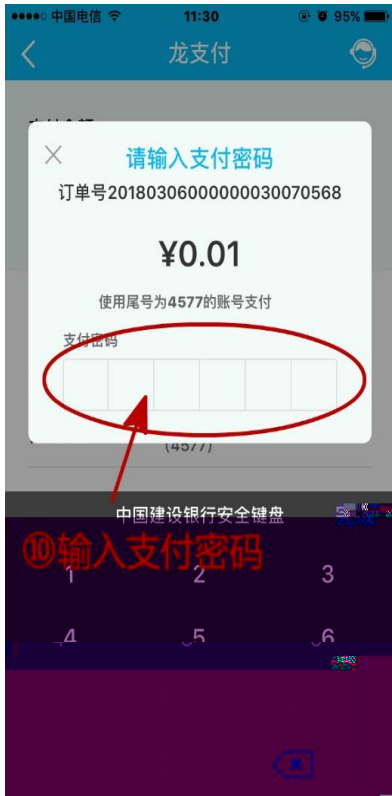 中国电信 11:30 95%
龙支付
请输入支付密码
订单号20180306000000030070568
¥0.01
使用尾号为4577的账号支付
支付密码
(4577)
中国建设银行安全键盘
⑩输入支付密码
1 2 3
4 5 6